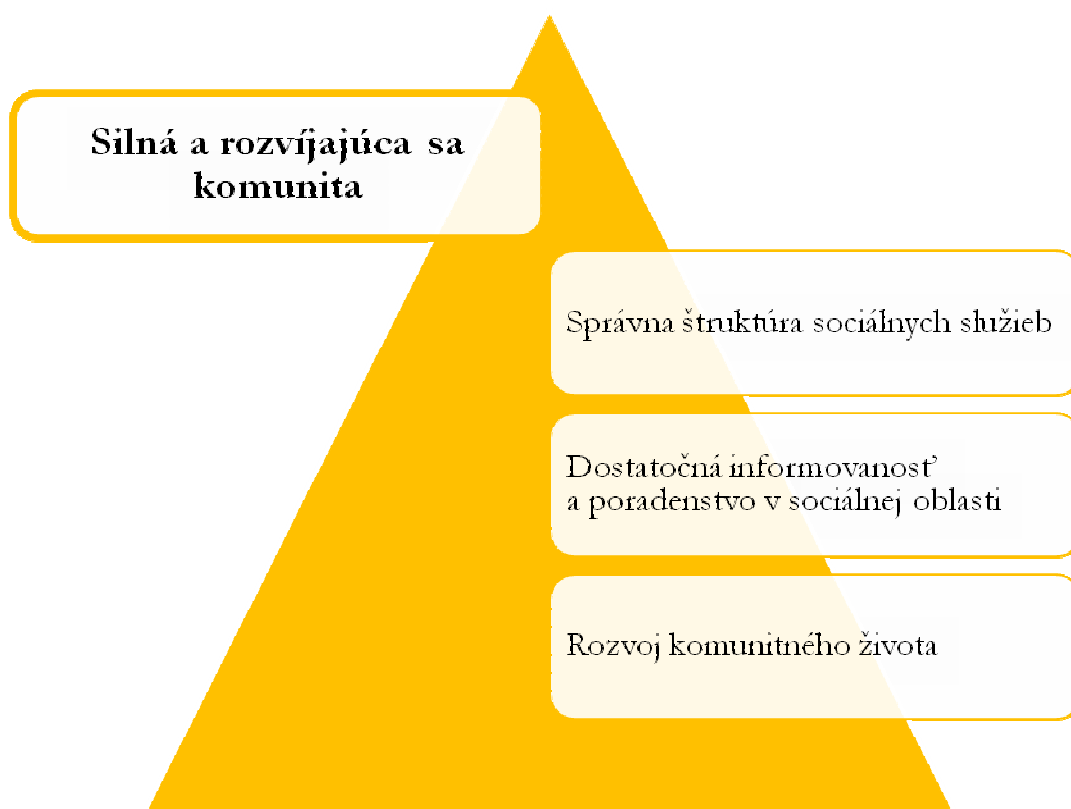 Silná a rozvíjajúca sa
komunita
Správna štruktúra sociálnych služieb
Dostatočná informovanosť
a poradenstvo v sociálnej oblasti
Rozvoj komunitného života